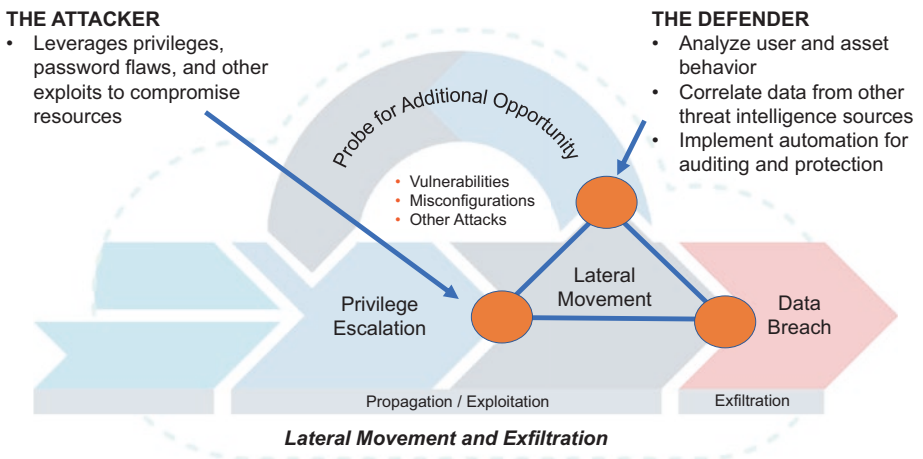 THE ATTACKER
• Leverages privileges,
password flaws, and other
exploits to compromise
resources
THE DEFENDER
• Analyze user and asset
behavior
• Correlate data from other
threat intelligence sources
• Implement automation for
auditing and protection
Probe for Additional Opportunity
• Vulnerabilities
• Misconfigurations
• Other Attacks
Privilege
Escalation
Lateral
Movement
Data
Breach
Propagation / Exploitation
Exfiltration
Lateral Movement and Exfiltration